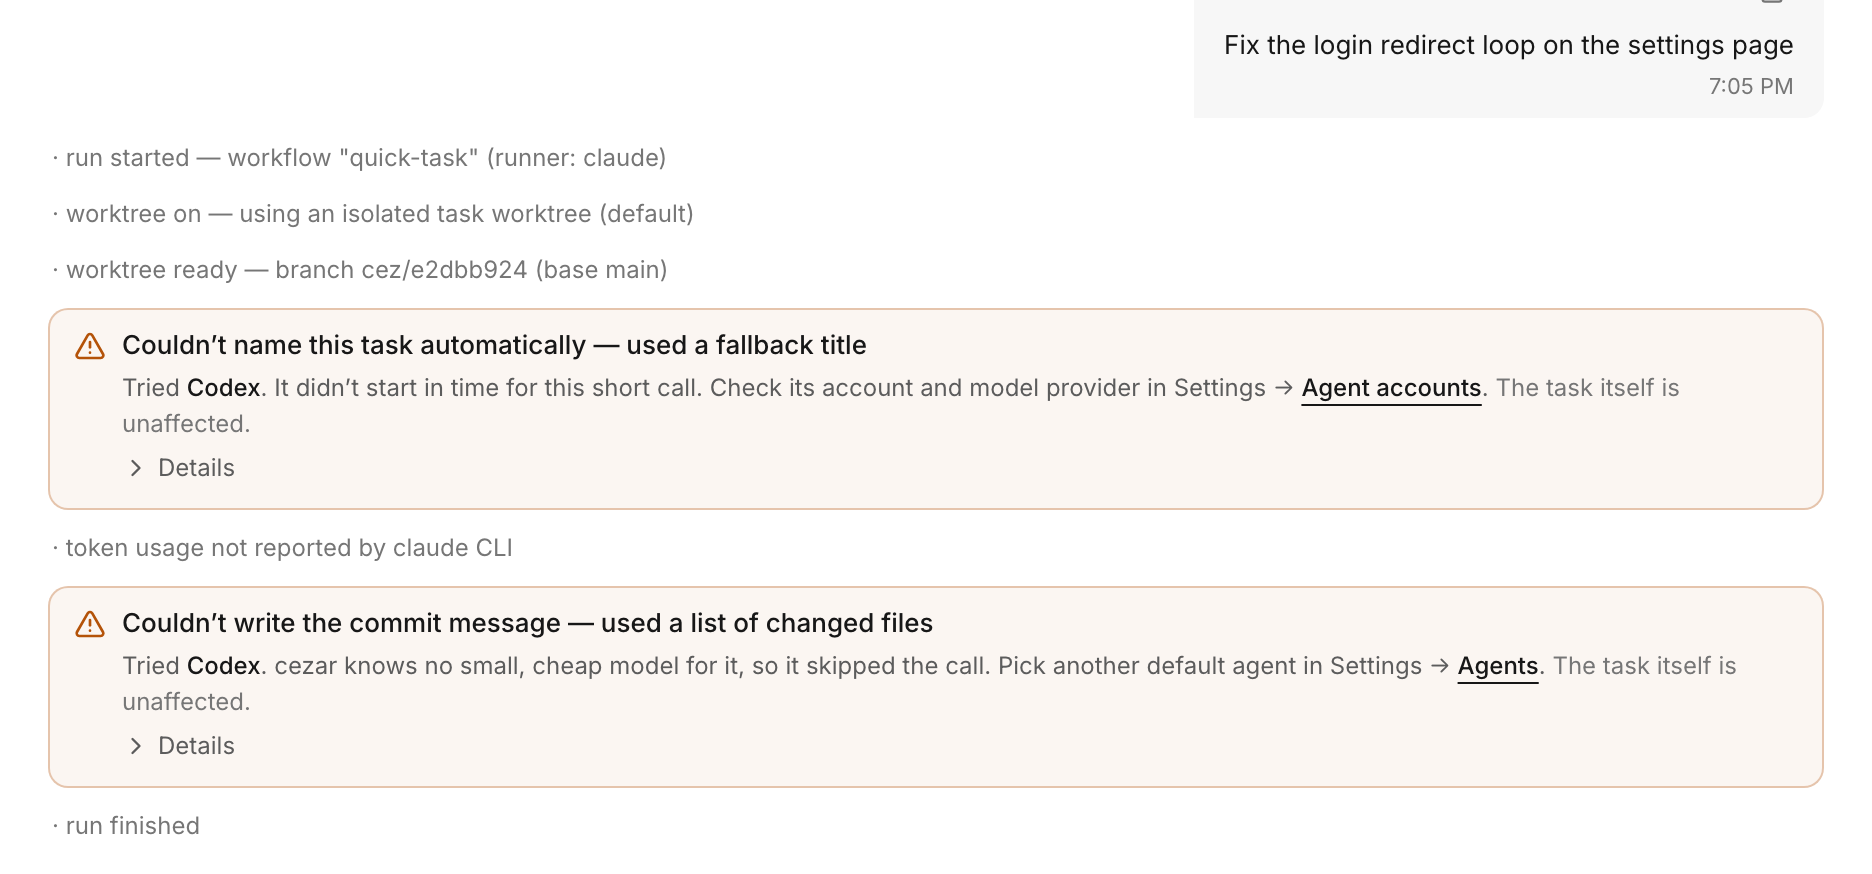 Fix the login redirect loop on the settings page
7:05 PM
· run started — workflow "quick-task" (runner: claude)
· worktree on — using an isolated task worktree (default)
· worktree ready — branch cez/e2dbb924 (base main)
Couldn’t name this task automatically — used a fallback title
Tried Codex. It didn’t start in time for this short call. Check its account and model provider in Settings → Agent accounts. The task itself is
unaffected.
Details
· token usage not reported by claude CLI
Couldn’t write the commit message — used a list of changed files
Tried Codex. cezar knows no small, cheap model for it, so it skipped the call. Pick another default agent in Settings → Agents. The task itself is
unaffected.
Details
· run finished